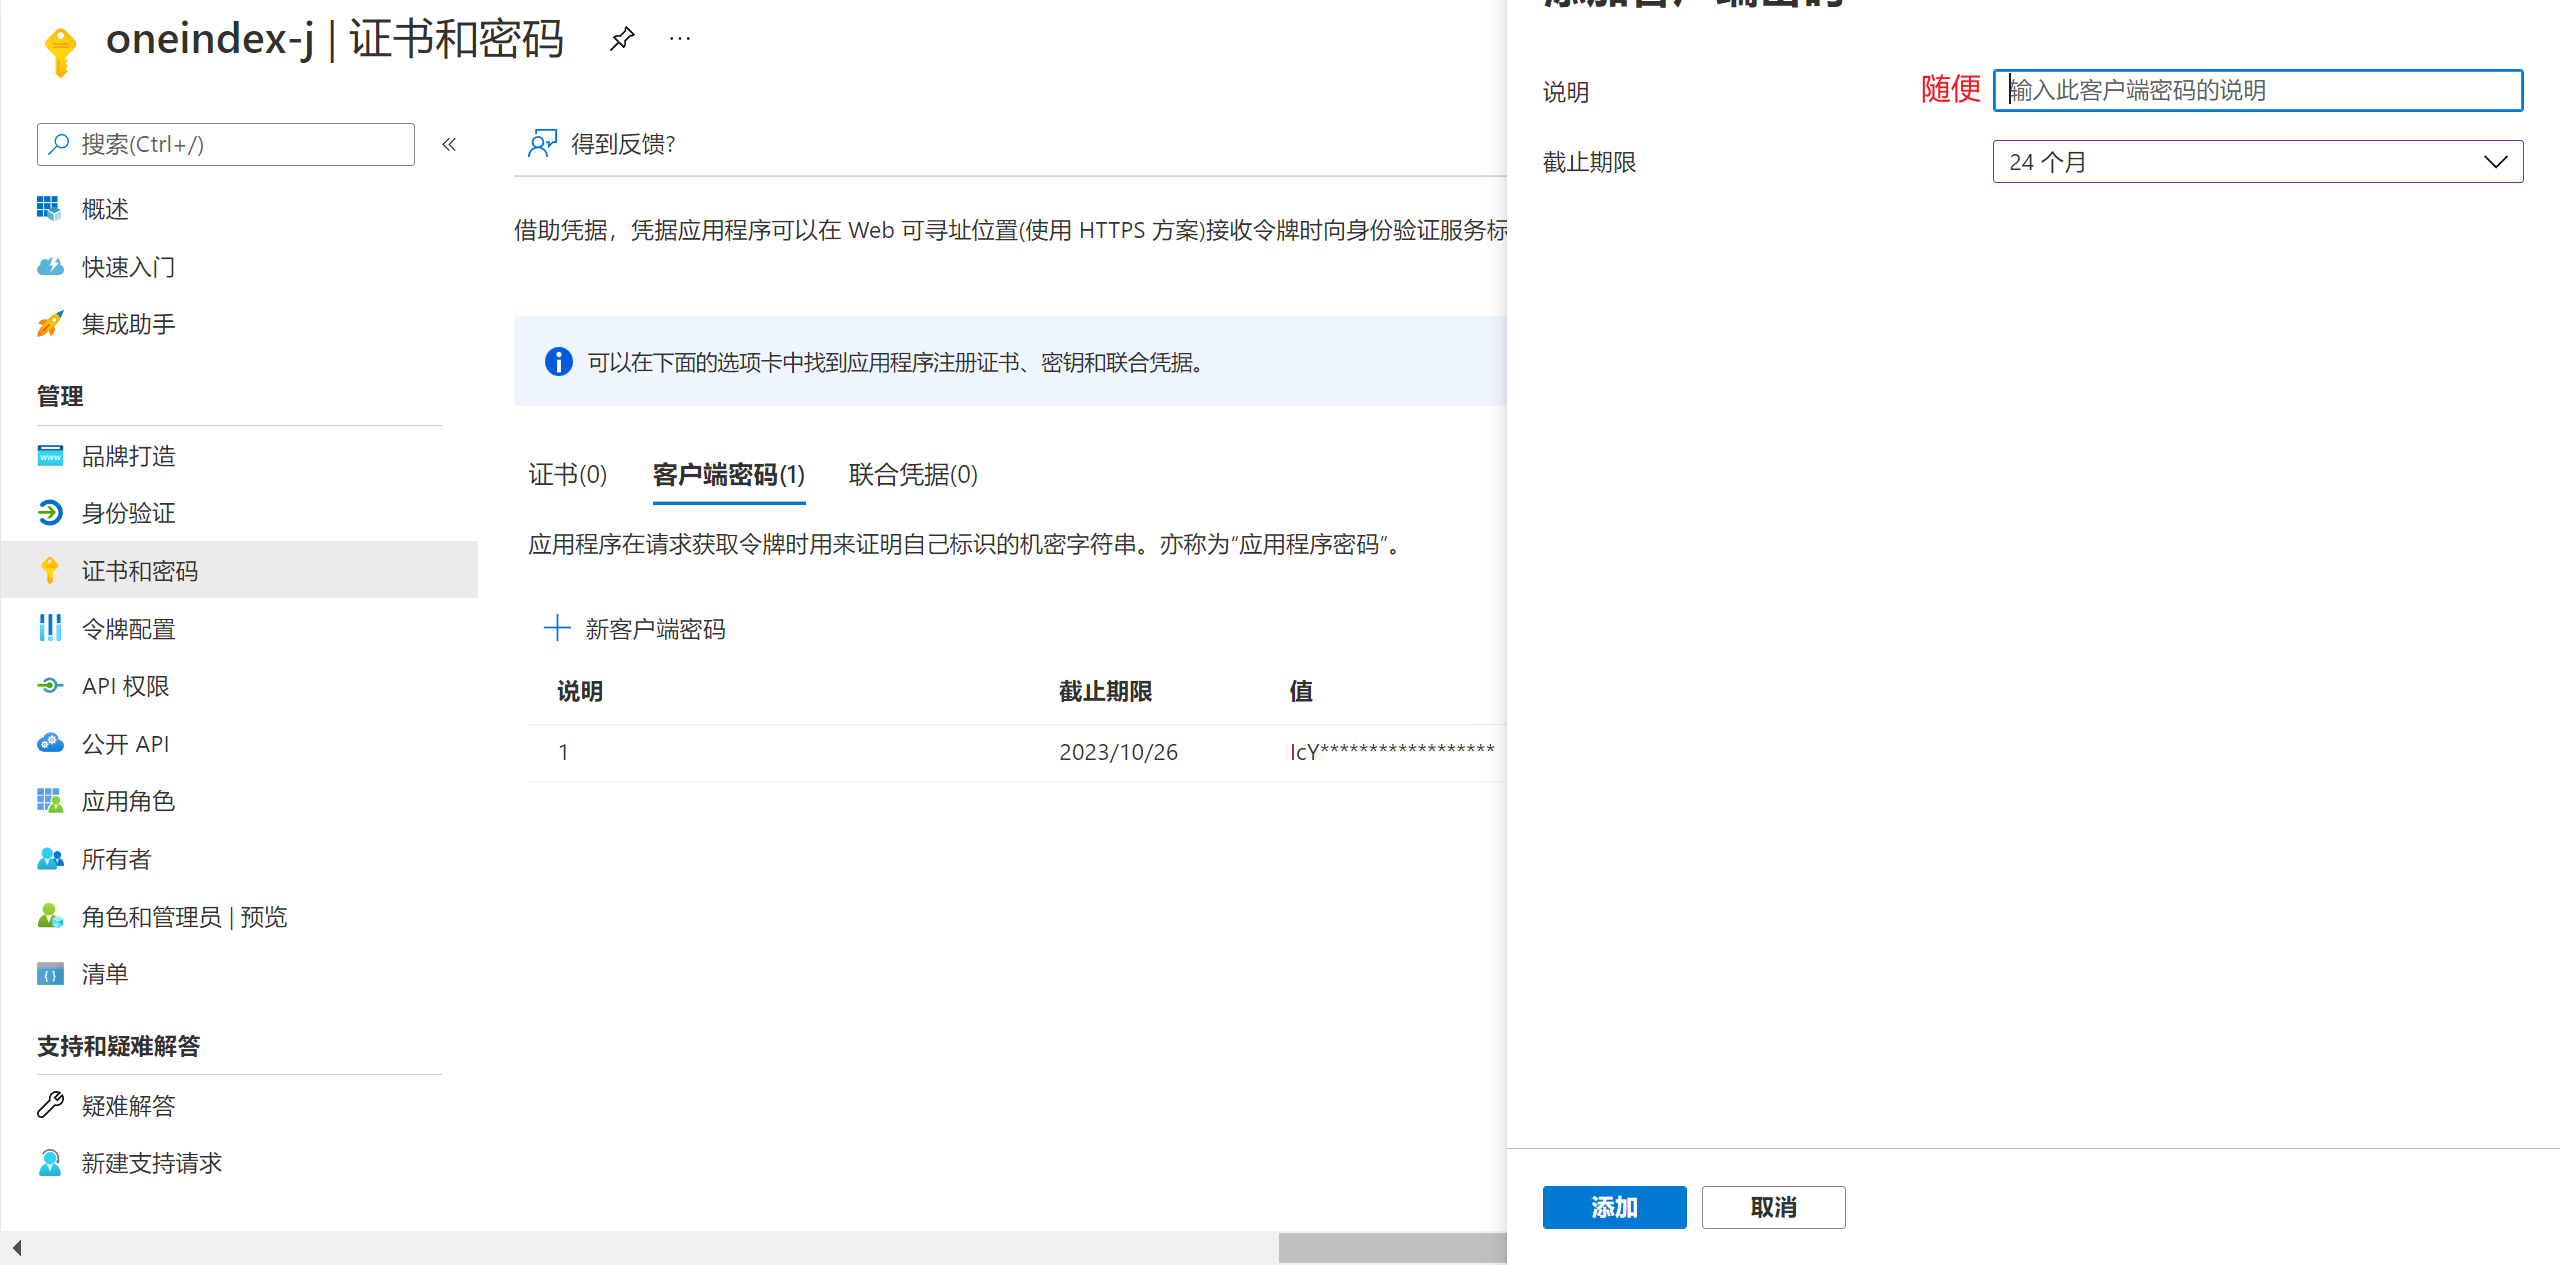 oneindex-j | 证书和密码
搜索(Ctrl+/)
概述
快速入门
集成助手
管理
品牌打造
身份验证
证书和密码
令牌配置
API 权限
公开 API
应用角色
所有者
角色和管理员 | 预览
清单
支持和疑难解答
疑难解答
新建支持请求
得到反馈?
借助凭据，凭据应用程序可以在 Web 可寻址位置(使用 HTTPS 方案)接收令牌时向身份验证服务标
可以在下面的选项卡中找到应用程序注册证书、密钥和联合凭据。
证书(0) 客户端密码(1) 联合凭据(0)
应用程序在请求获取令牌时用来证明自己标识的机密字符串。亦称为“应用程序密码”。
新客户端密码
说明 截止期限 值
1 2023/10/26 IcY******************
添加客户端密码
说明 随便 输入此客户端密码的说明
截止期限 24 个月
添加 取消